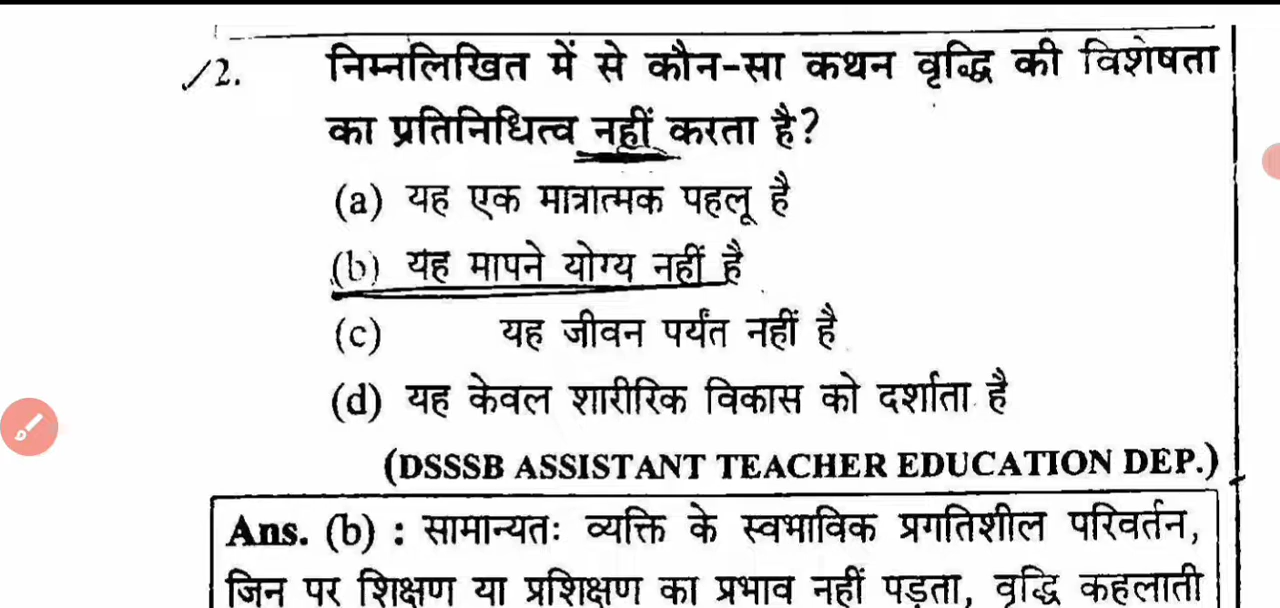 12. निम्नलिखित में से कौन-सा कथन वृद्धि की विशेषता
का प्रतिनिधित्व नहीं करता है?
(a) यह एक मात्रात्मक पहलू है
(b) यह मापने योग्य नहीं है
(c) यह जीवन पर्यंत नहीं है
(d) यह केवल शारीरिक विकास को दर्शाता है
(DSSSB ASSISTANT TEACHER EDUCATION DEP.)
Ans. (b) : सामान्यतः व्यक्ति के स्वभाविक प्रगतिशील परिवर्तन,
जिन पर शिक्षण या प्रशिक्षण का प्रभाव नहीं पड़ता, वृद्धि कहलाती